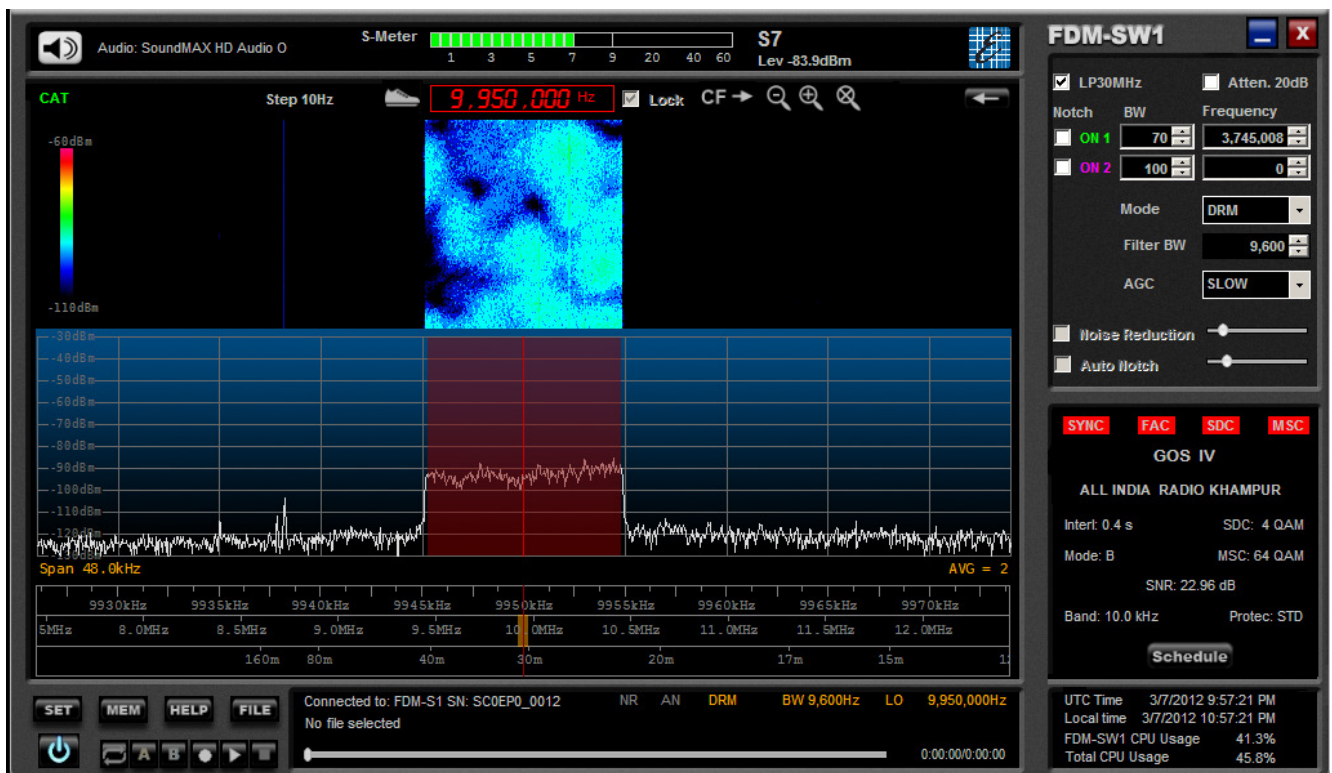 Audio: SoundMAX HD Audio O
S-Meter
1 3 5 7 9 20 40 60
S7
Lev -83.9dBm
FDM-SW1
X
CAT
Step 10Hz
9.950.000 Hz
Lock
CF
-60dBm
-110dBm
-30dBm
-40dBm
-50dBm
-60dBm
-70dBm
-80dBm
-90dBm
-100dBm
-110dBm
-120dBm
-130dBm
Span 48.0kHz
AVG = 2
9930kHz 9935kHz 9940kHz 9945kHz 9950kHz 9955kHz 9960kHz 9965kHz 9970kHz
5MHz 8.0MHz 8.5MHz 9.0MHz 9.5MHz 10.0MHz 10.5MHz 11.0MHz 11.5MHz 12.0MHz
160m 80m 40m 30m 20m 17m 15m
LP30MHz
Atten. 20dB
Notch BW Frequency
ON 1 70 3,745,008
ON 2 100 0
Mode DRM
Filter BW 9,600
AGC SLOW
Noise Reduction
Auto Notch
SYNC FAC SDC MSC
GOS IV
ALL INDIA RADIO KHAMPUR
Interl: 0.4 s SDC: 4 QAM
Mode: B MSC: 64 QAM
SNR: 22.96 dB
Band: 10.0 kHz Protec: STD
Schedule
SET MEM HELP FILE
A B
Connected to: FDM-S1 SN: SC0EP0_0012
NR AN DRM BW 9,600Hz LO 9,950,000Hz
No file selected
0:00:00/0:00:00
UTC Time 3/7/2012 9:57:21 PM
Local time 3/7/2012 10:57:21 PM
FDM-SW1 CPU Usage 41.3%
Total CPU Usage 45.8%